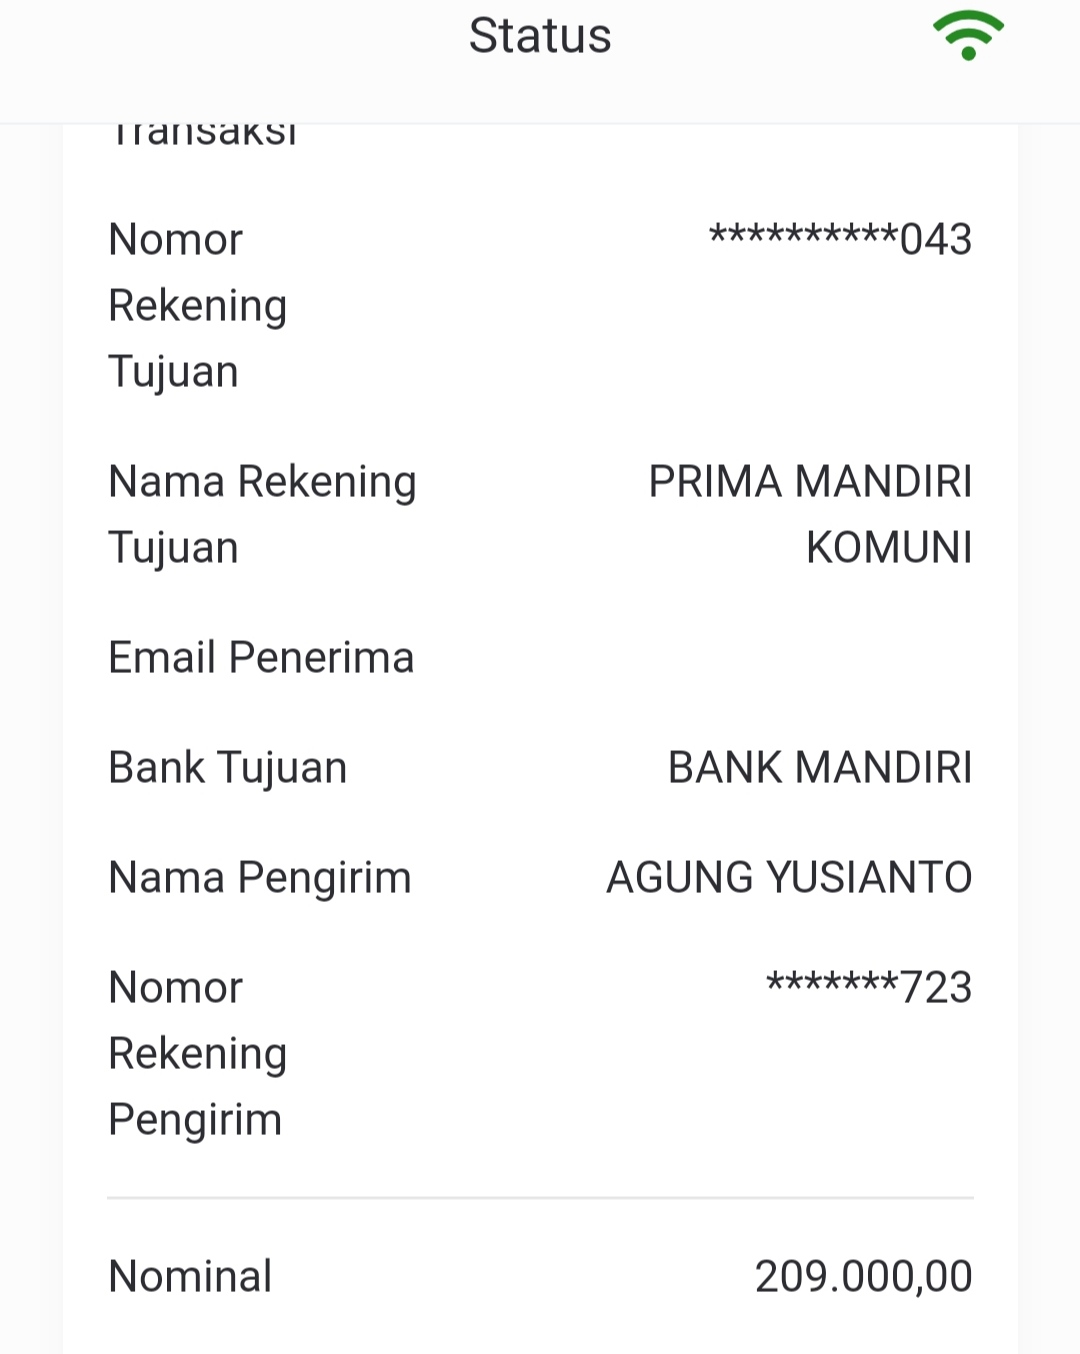 Status
Transaksi
Nomor **********043
Rekening
Tujuan
Nama Rekening PRIMA MANDIRI
Tujuan KOMUNI
Email Penerima
Bank Tujuan BANK MANDIRI
Nama Pengirim AGUNG YUSIANTO
Nomor *******723
Rekening
Pengirim
Nominal 209.000,00